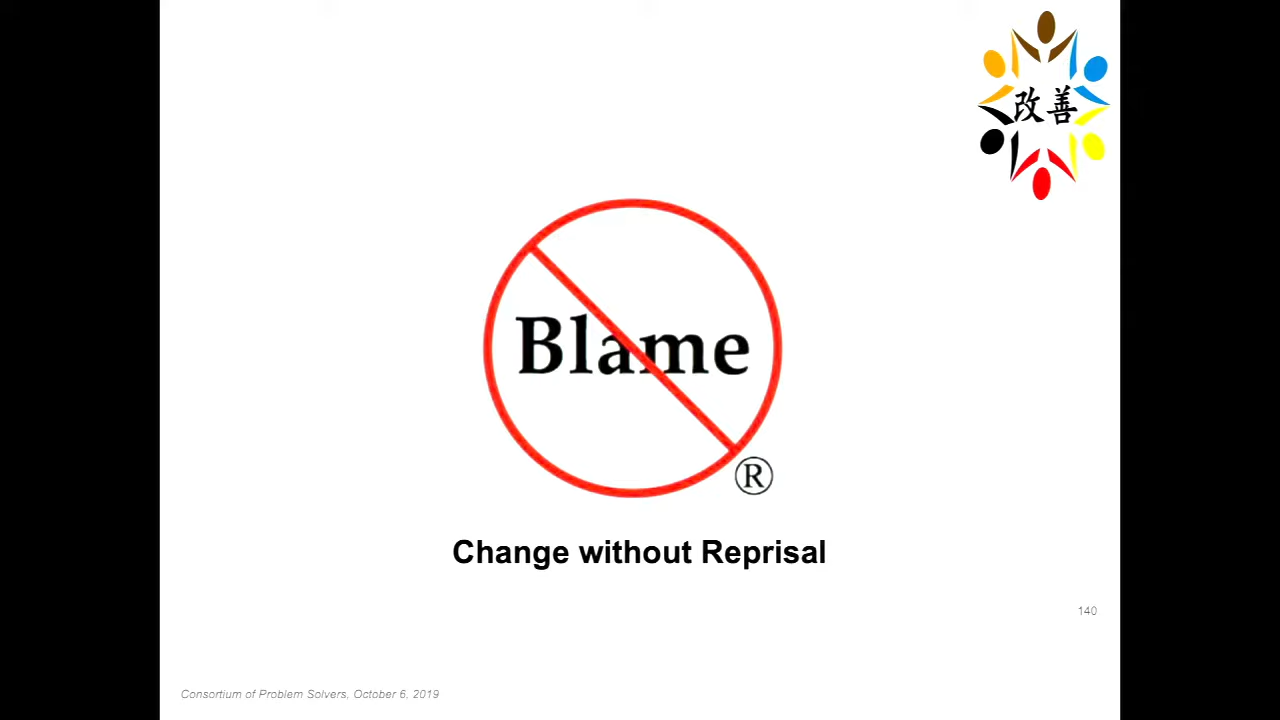 改善
Blame
®
Change without Reprisal
140
Consortium of Problem Solvers, October 6, 2019